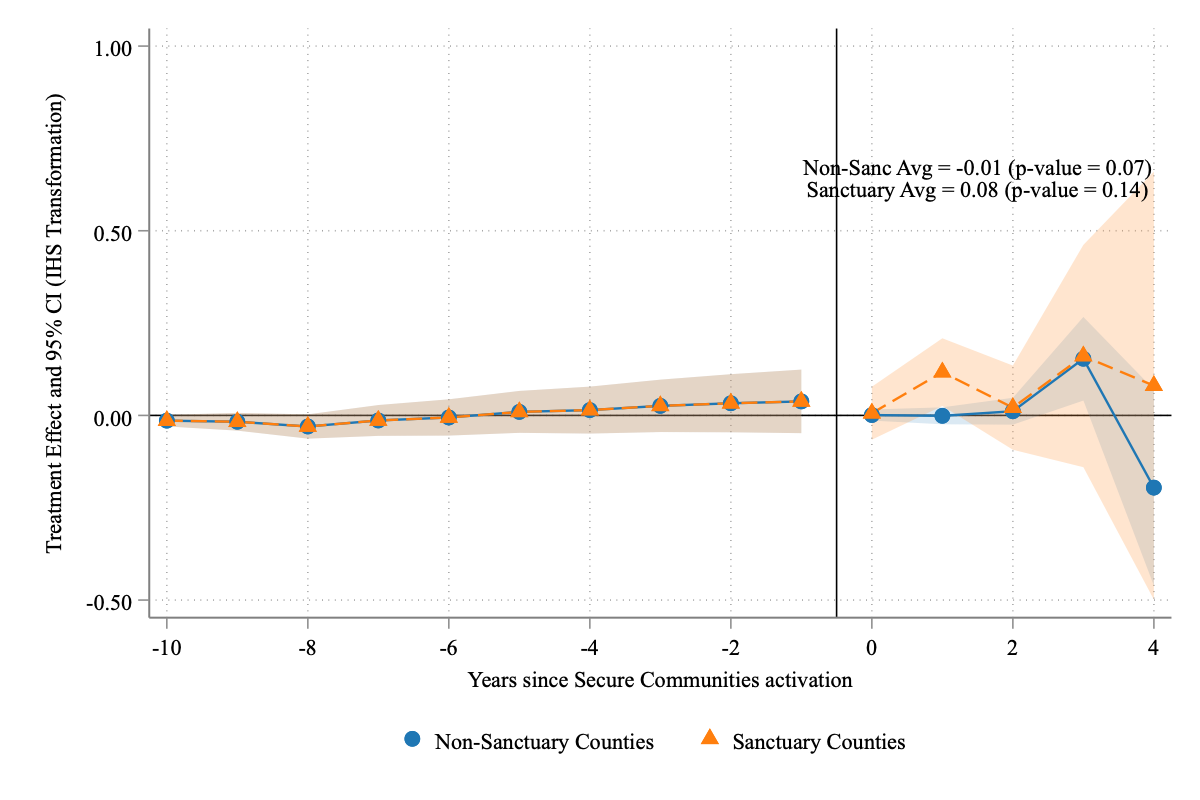 Treatment Effect and 95% CI (IHS Transformation)
1.00
0.50
0.00
-0.50
Non-Sanc Avg = -0.01 (p-value = 0.07)
Sanctuary Avg = 0.08 (p-value = 0.14)
-10 -8 -6 -4 -2 0 2 4
Years since Secure Communities activation
Non-Sanctuary Counties Sanctuary Counties